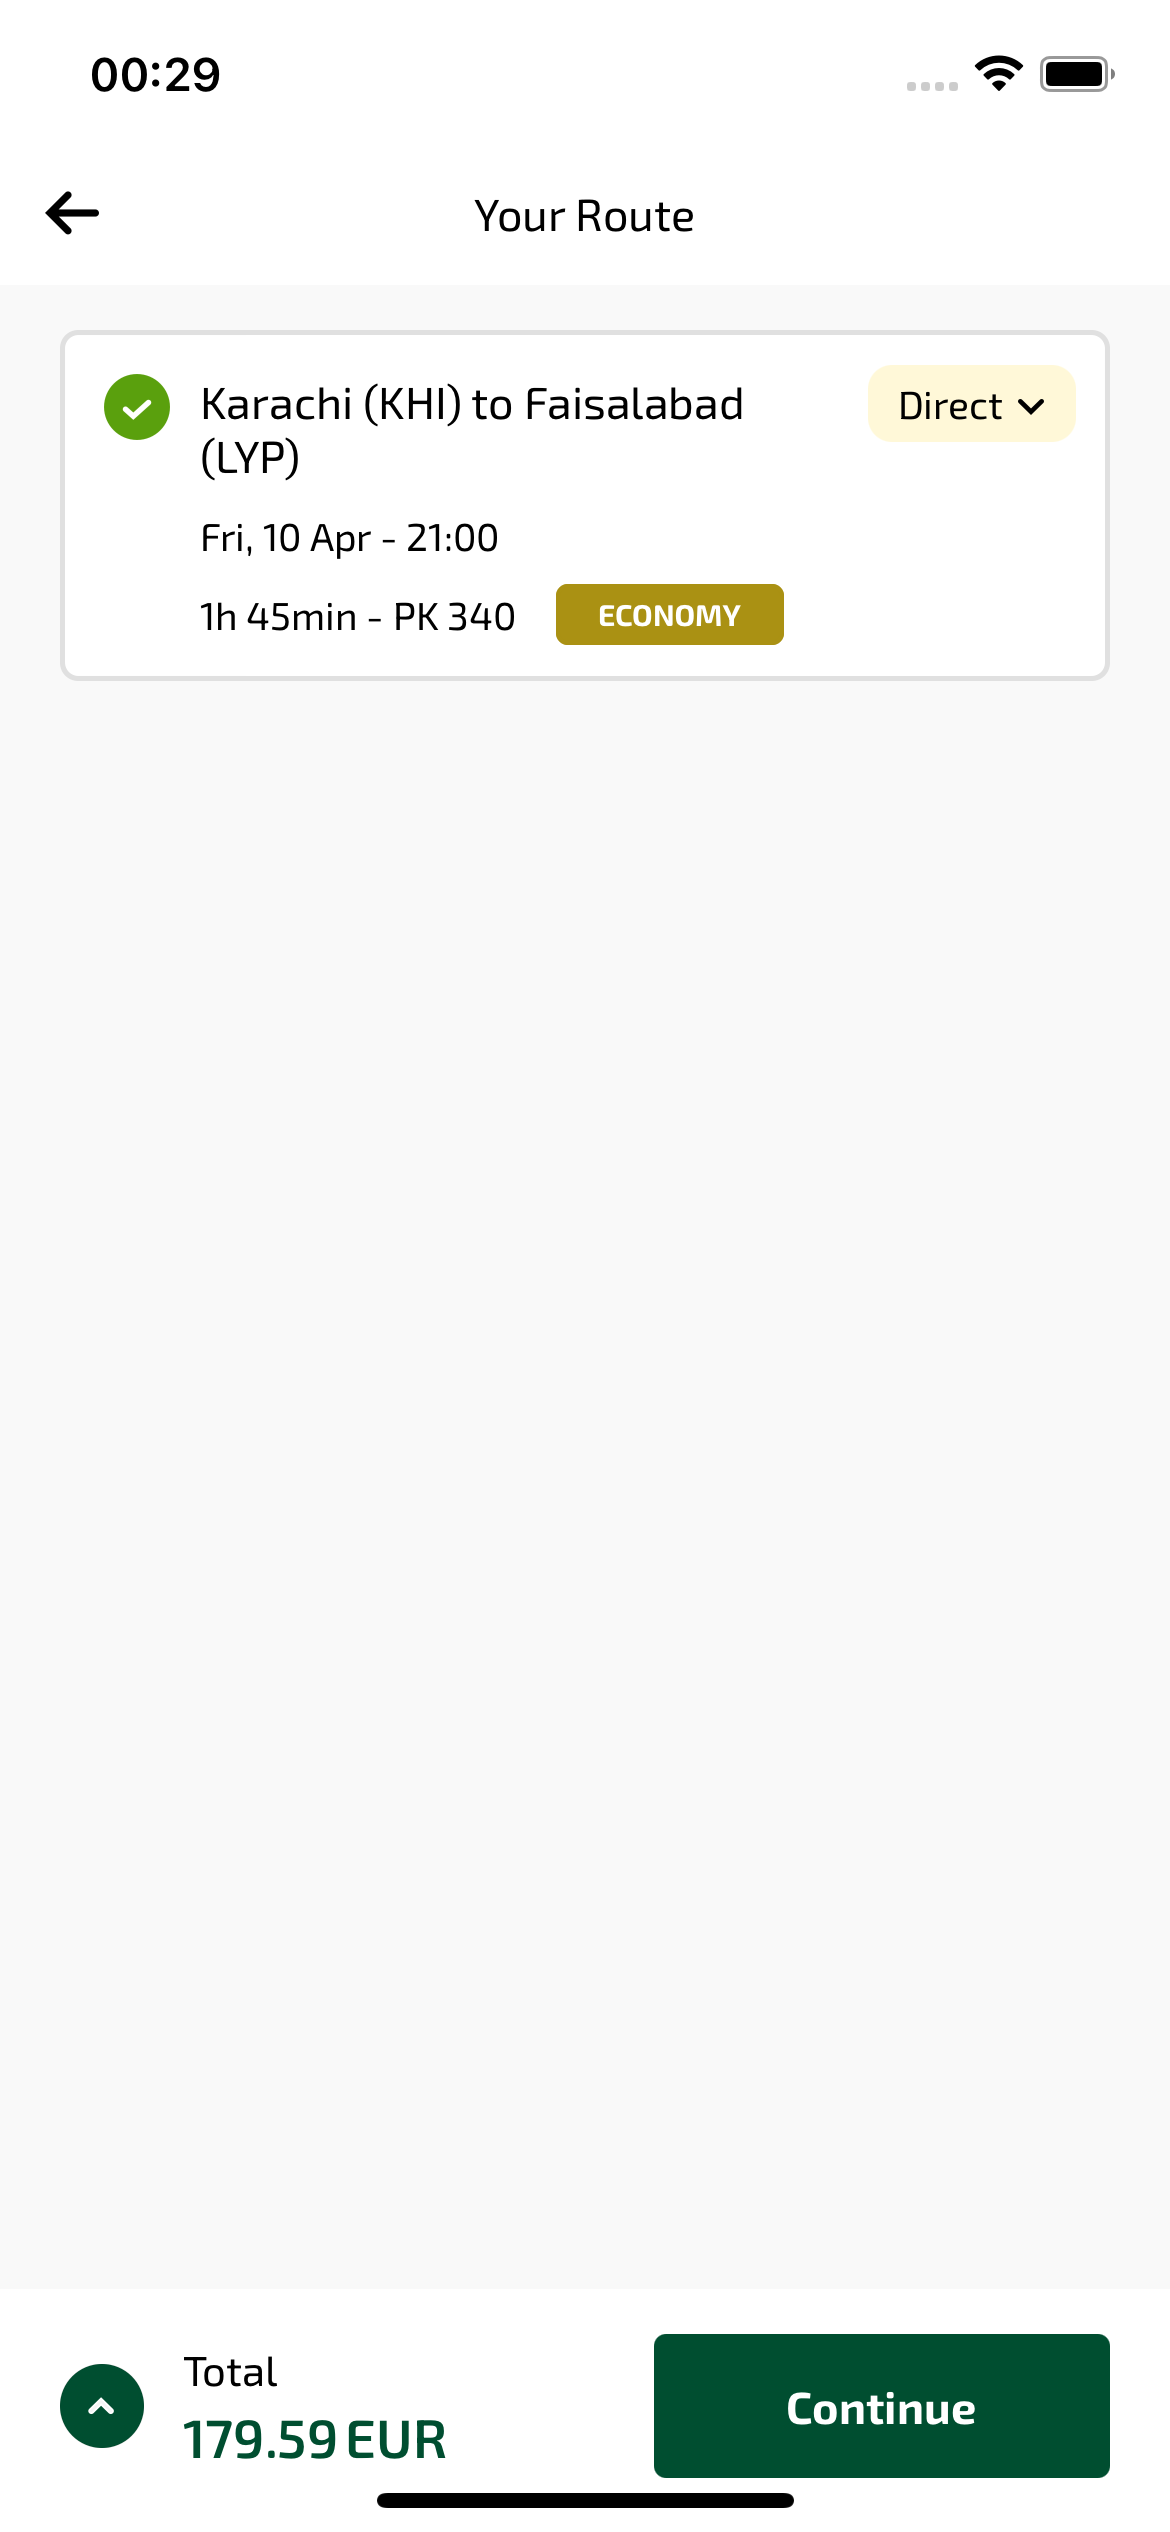 00:29
Your Route
Karachi (KHI) to Faisalabad
(LYP)
Direct
Fri, 10 Apr - 21:00
1h 45min - PK 340
ECONOMY
Total
179.59 EUR
Continue